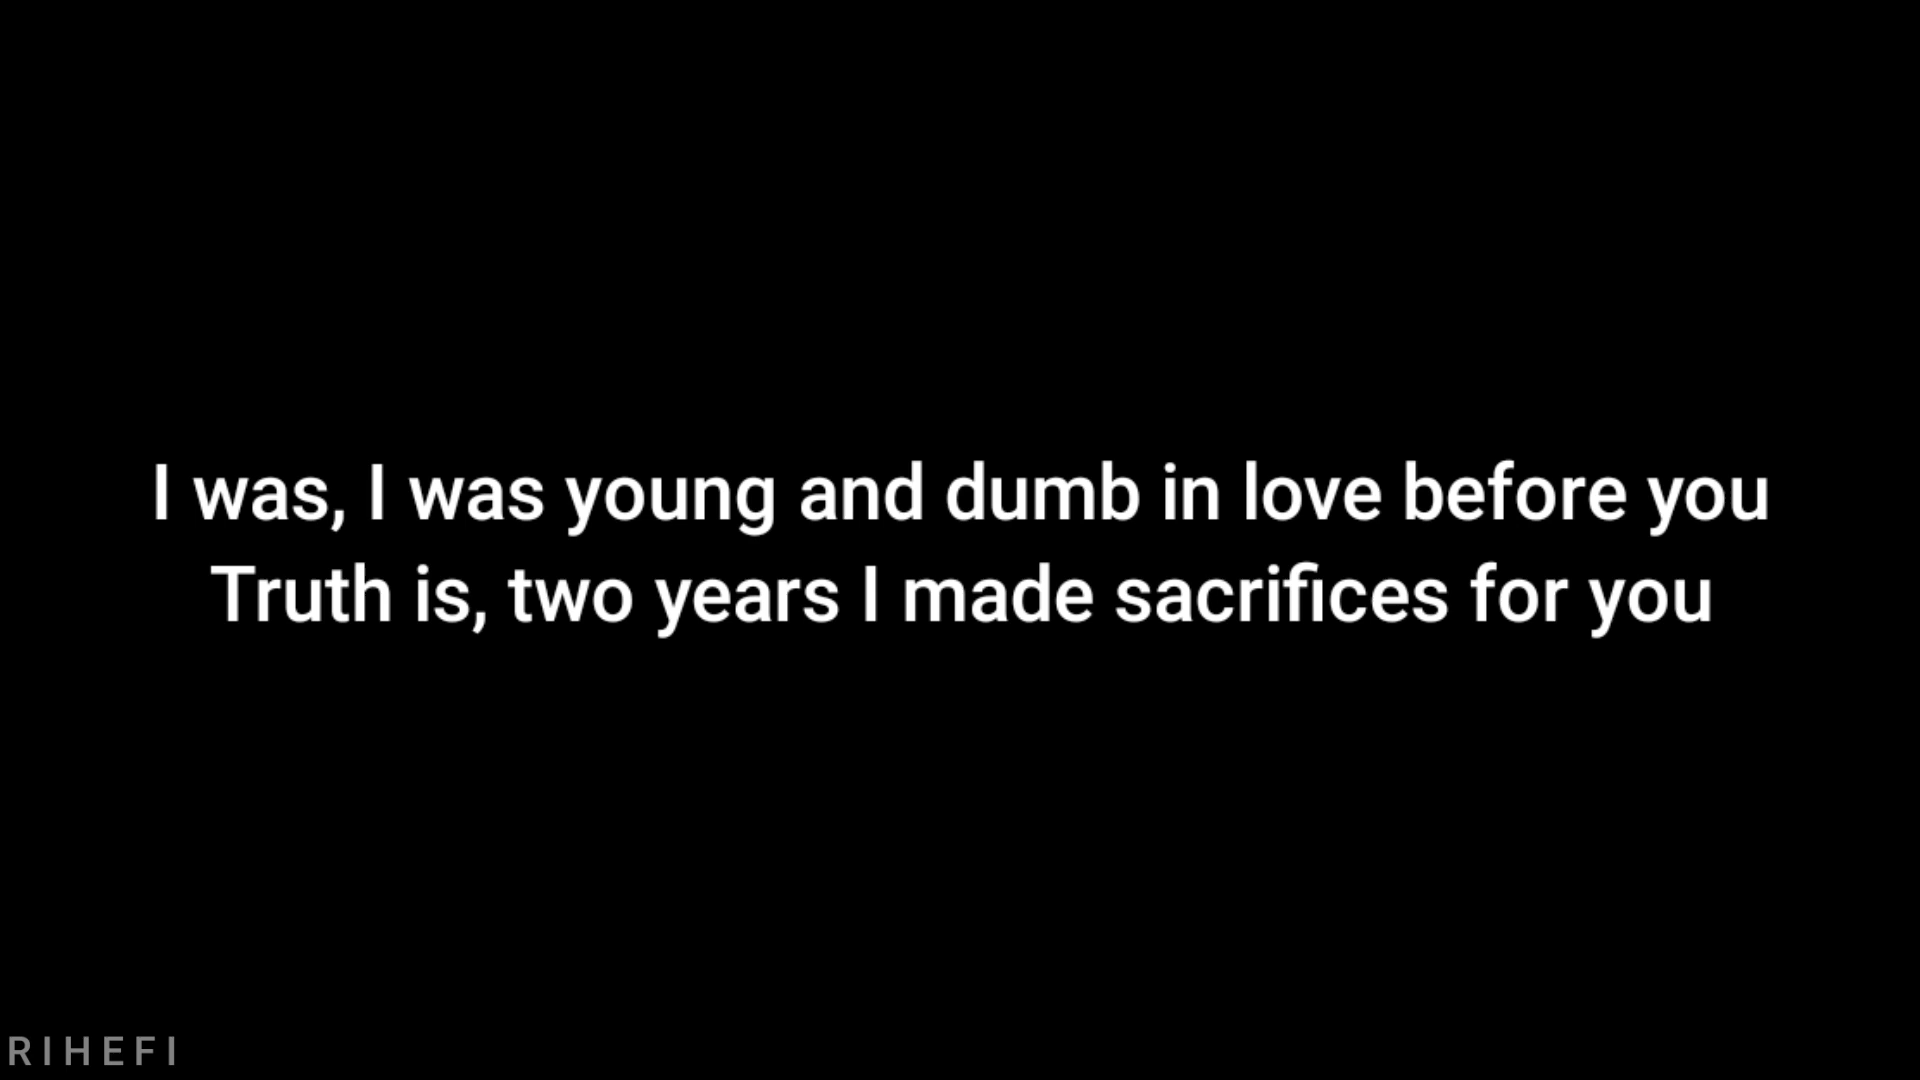 I was, I was young and dumb in love before you
Truth is, two years I made sacrifices for you
RIHEFI